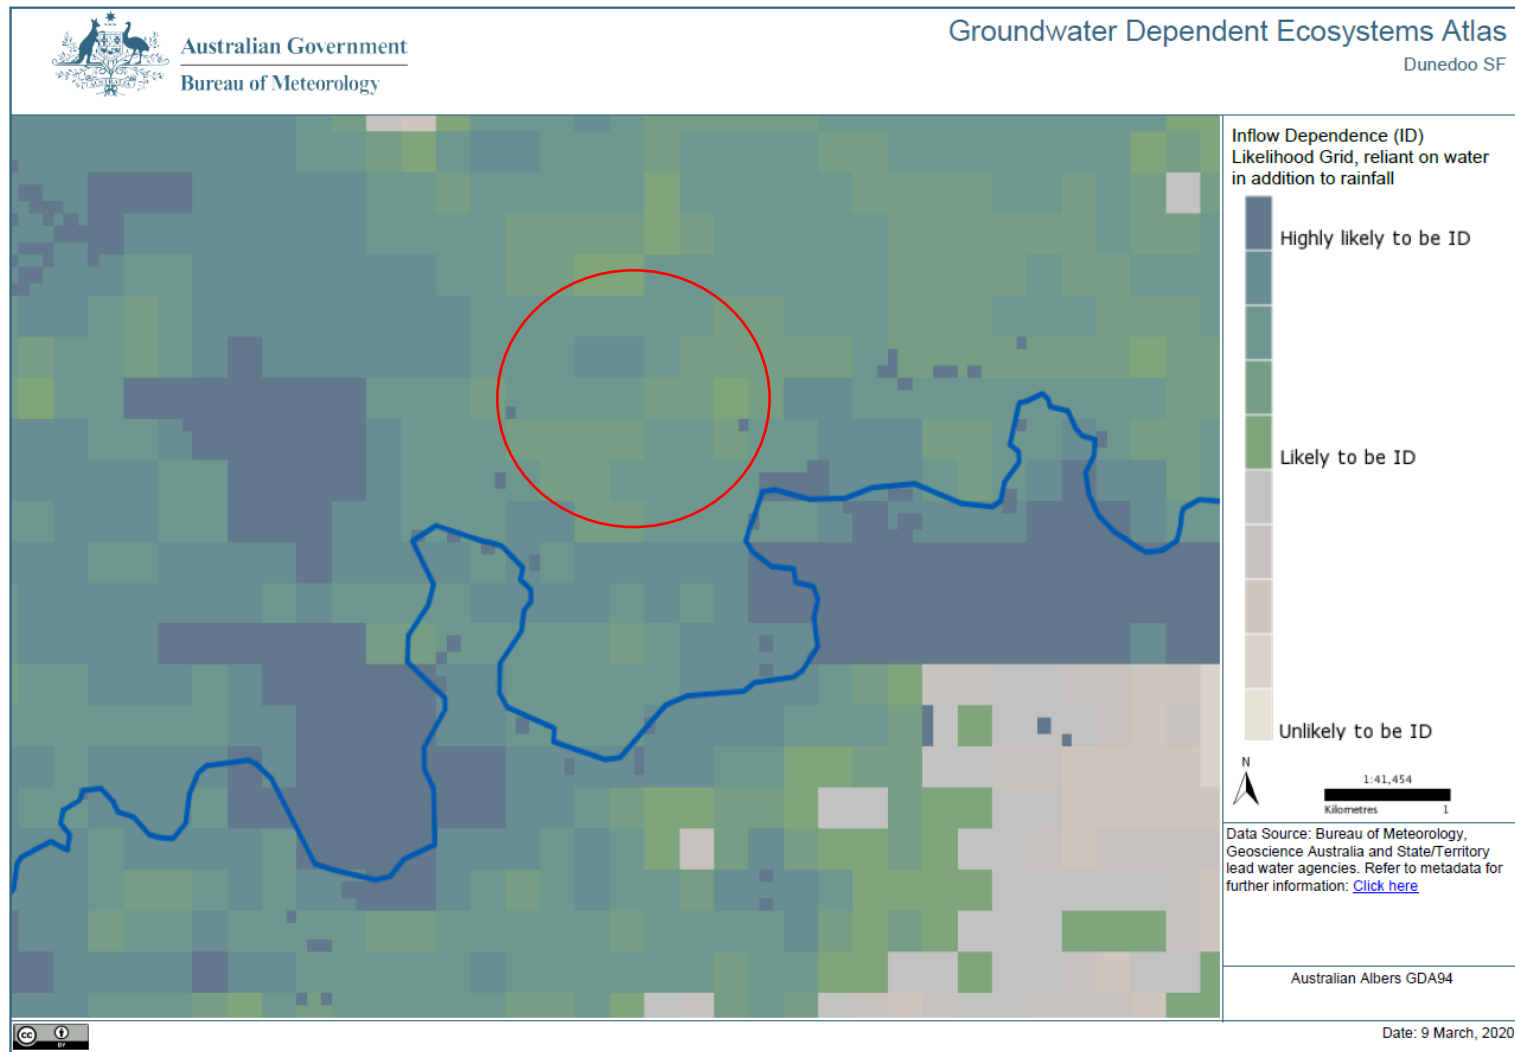 Australian Government
Bureau of Meteorology
Groundwater Dependent Ecosystems Atlas
Dunedoo SF
Inflow Dependence (ID)
Likelihood Grid, reliant on water
in addition to rainfall
Highly likely to be ID
Likely to be ID
Unlikely to be ID
N
1:41,454
Kilometres 1
Data Source: Bureau of Meteorology,
Geoscience Australia and State/Territory
lead water agencies. Refer to metadata for
further information: Click here
Australian Albers GDA94
cc
BY
Date: 9 March, 2020